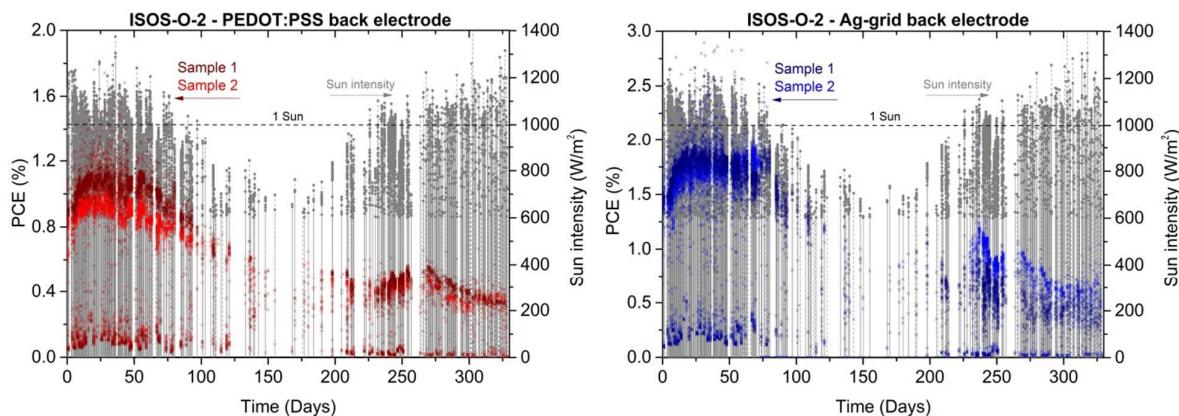 ISOS-O-2 - PEDOT:PSS back electrode
2.0
1.6
1.2
0.8
0.4
0.0
PCE (%)
Sample 1
Sample 2
Sun intensity
1 Sun
1400
1200
1000
800
600
400
200
0
Sun intensity (W/m²)
0 50 100 150 200 250 300
Time (Days)
ISOS-O-2 - Ag-grid back electrode
3.0
2.5
2.0
1.5
1.0
0.5
0.0
PCE (%)
Sample 1
Sample 2
Sun intensity
1 Sun
1400
1200
1000
800
600
400
200
0
Sun intensity (W/m²)
0 50 100 150 200 250 300
Time (Days)